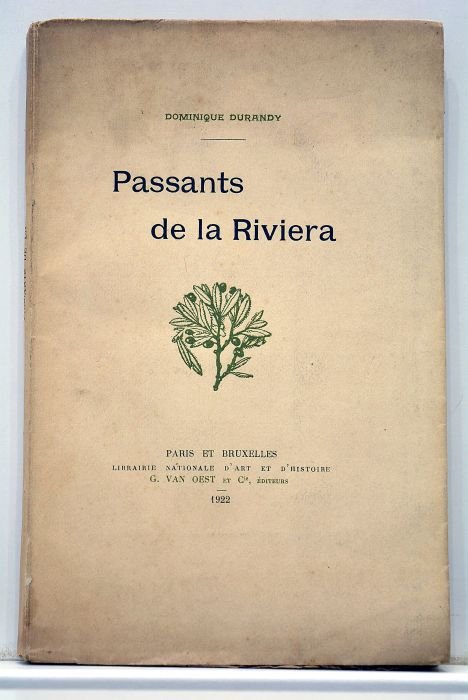 DOMINIQUE DURANDY
Passants
de la Riviera
PARIS ET BRUXELLES
LIBRAIRIE NATIONALE D'ART ET D'HISTOIRE
G. VAN OEST ET Cie, ÉDITEURS
1922